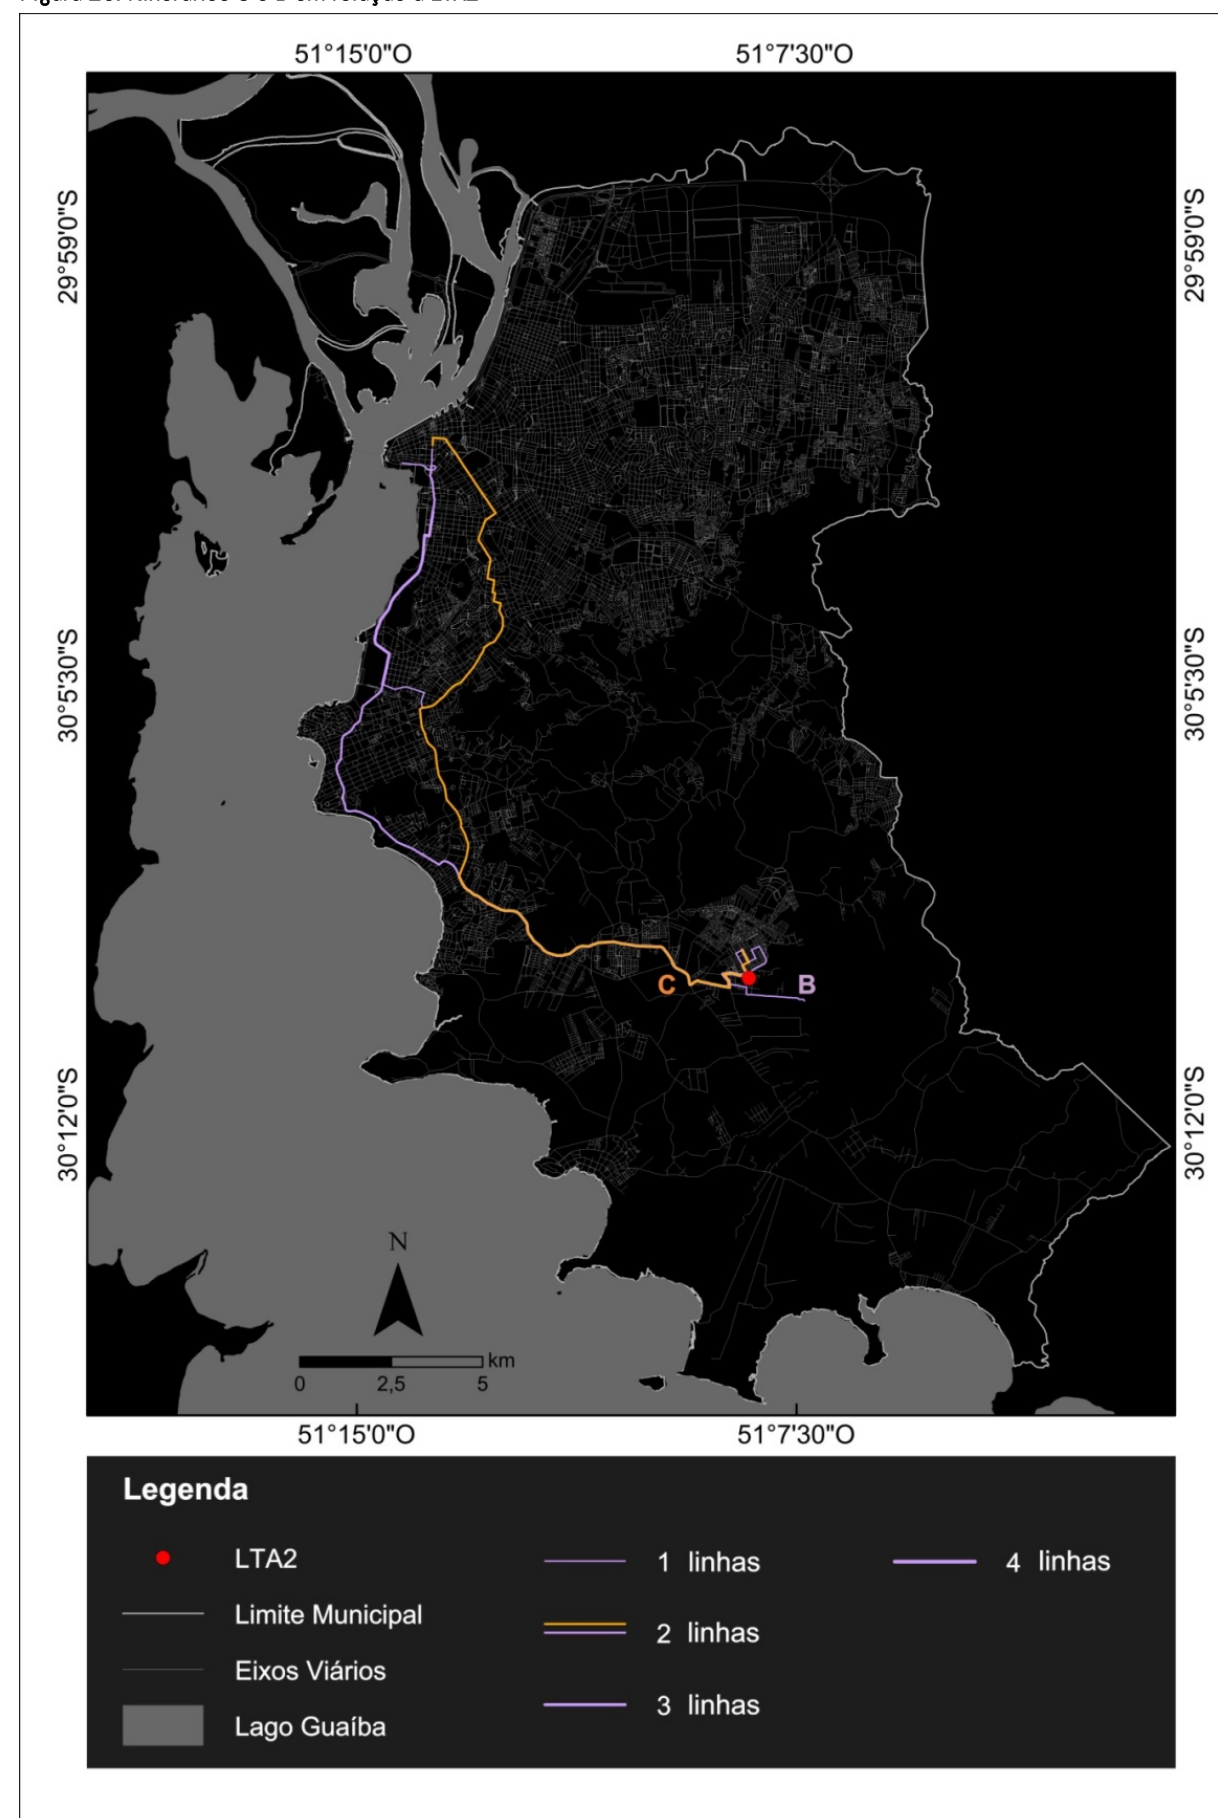 51°15'0"O 51°7'30"O
29°59'0"S 29°59'0"S
30°5'30"S 30°5'30"S
C B
30°12'0"S 30°12'0"S
N
km
0 2,5 5
51°15'0"O 51°7'30"O
Legenda
LTA2 1 linhas 4 linhas
Limite Municipal 2 linhas
Eixos Viários 3 linhas
Lago Guaíba